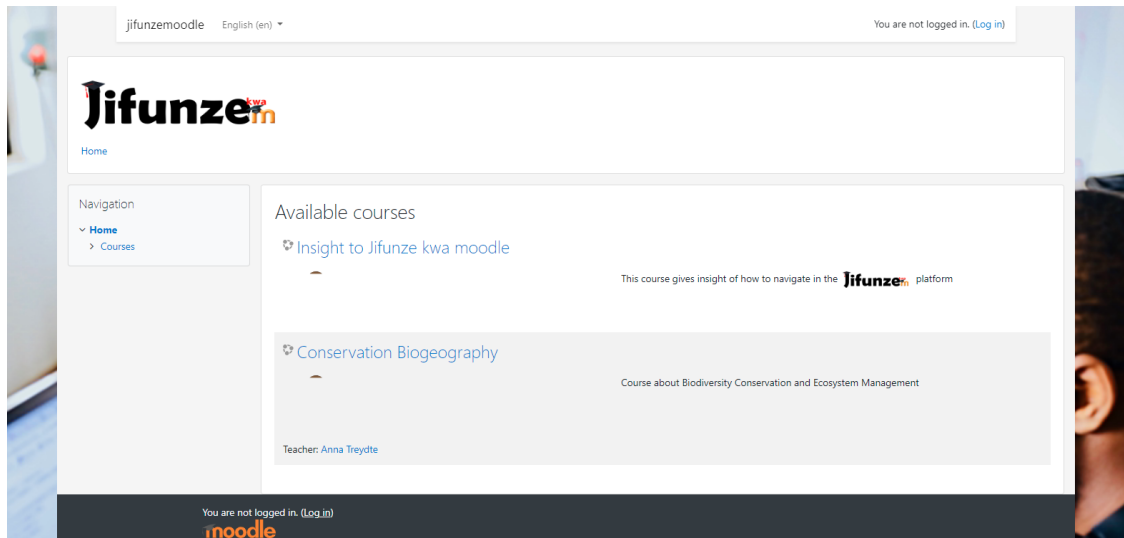 jifunzemoodle English (en) You are not logged in. (Log in)
Jifunze kwa m
Home
Navigation
Home
Courses
Available courses
Insight to Jifunze kwa moodle
This course gives insight of how to navigate in the Jifunze kwa m platform
Conservation Biogeography
Course about Biodiversity Conservation and Ecosystem Management
Teacher: Anna Treydte
You are not logged in. (Log in)
moodle